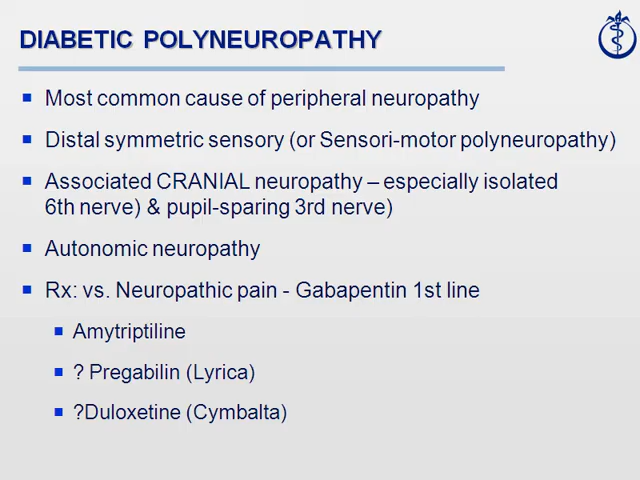 DIABETIC POLYNEUROPATHY
Most common cause of peripheral neuropathy
Distal symmetric sensory (or Sensori-motor polyneuropathy)
Associated CRANIAL neuropathy – especially isolated
6th nerve) & pupil-sparing 3rd nerve)
Autonomic neuropathy
Rx: vs. Neuropathic pain - Gabapentin 1st line
Amytriptiline
? Pregabilin (Lyrica)
?Duloxetine (Cymbalta)